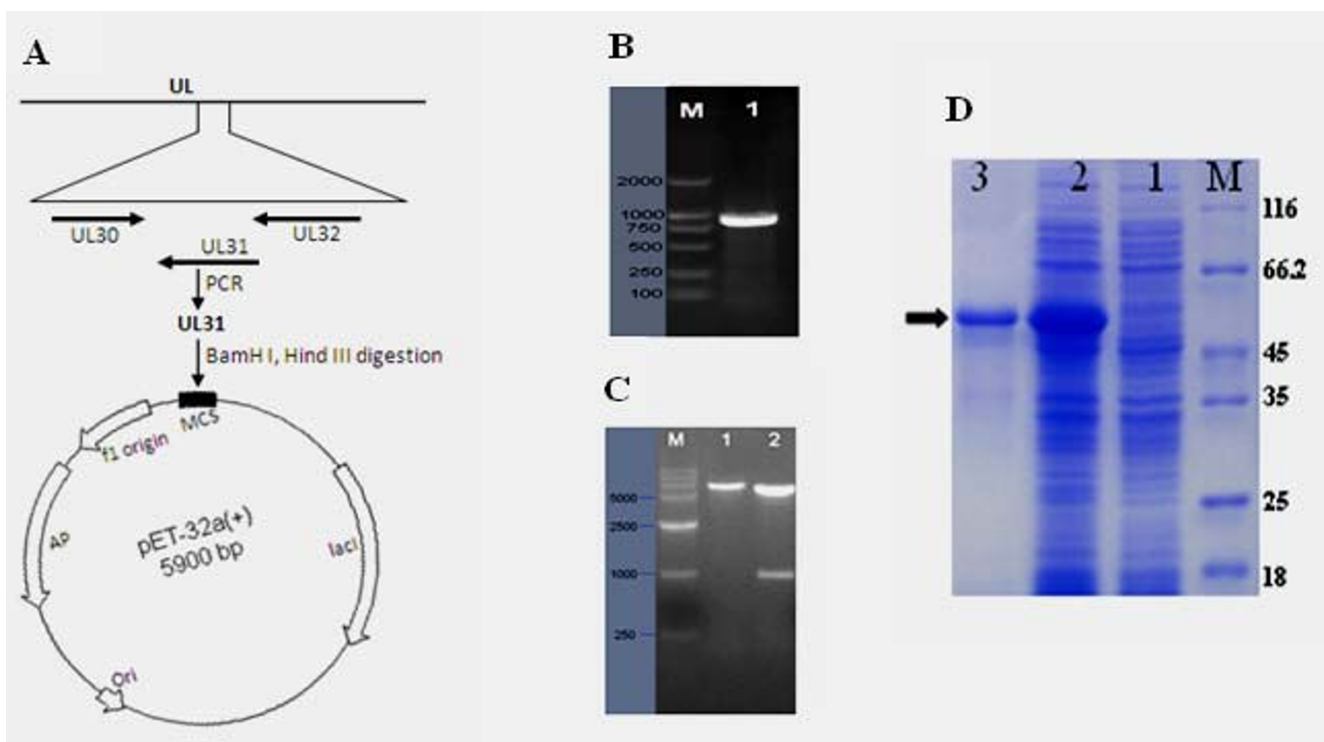 A
UL
UL30
UL32
UL31
PCR
UL31
BamH I, Hind III digestion
MCS
f1 origin
AP
pET-32a(+)
5900 bp
lacI
Ori
B
M 1
2000
1000
750
500
250
100
C
M 1 2
5000
2500
1000
250
D
3 2 1 M
116
66.2
45
35
25
18